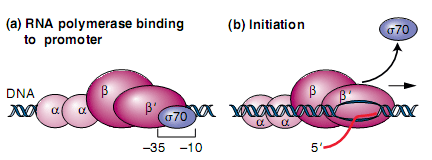 (a) RNA polymerase binding
to promoter
DNA
α α β β′ σ70
–35 –10
(b) Initiation
σ70
β β′
α α
5′